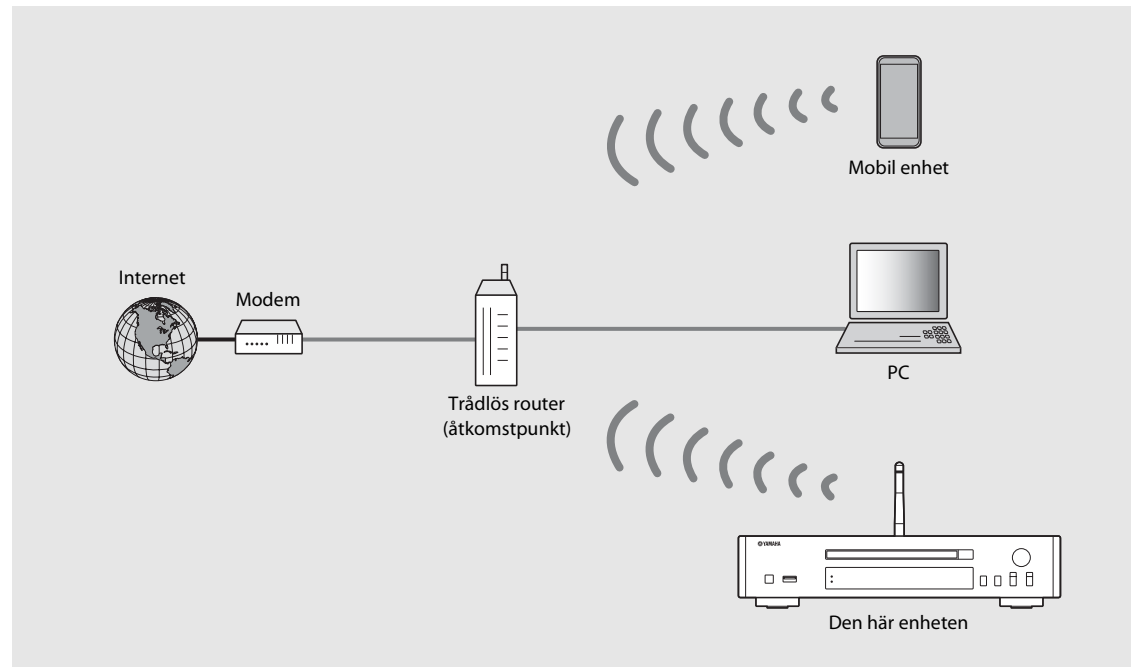 Mobil enhet
Internet
Modem
PC
Trådlös router
(åtkomstpunkt)
YAMAHA
Den här enheten